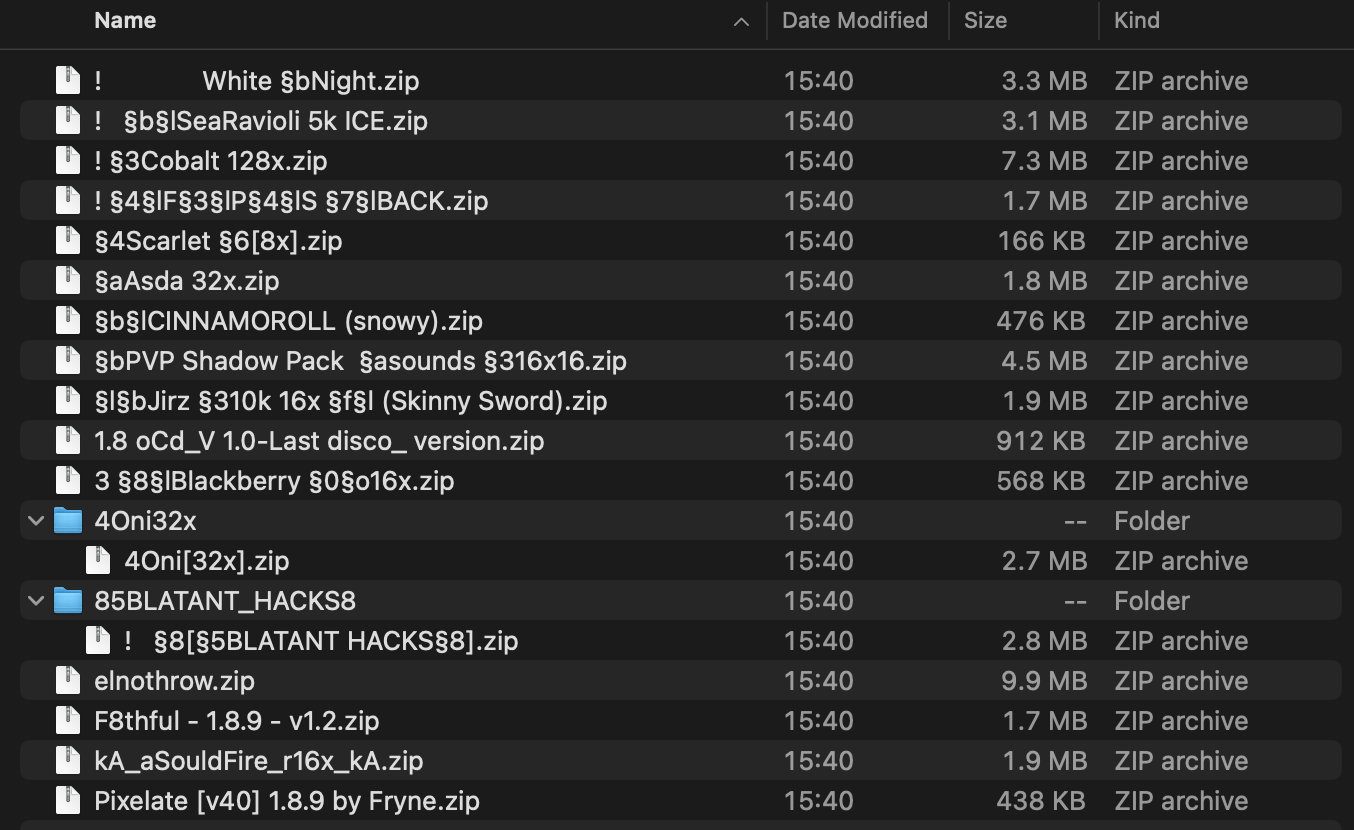 Name Date Modified Size Kind
! White §bNight.zip 15:40 3.3 MB ZIP archive
! §b§lSeaRavioli 5k ICE.zip 15:40 3.1 MB ZIP archive
! §3Cobalt 128x.zip 15:40 7.3 MB ZIP archive
! §4§lF§3§lP§4§lS §7§lBACK.zip 15:40 1.7 MB ZIP archive
§4Scarlet §6[8x].zip 15:40 166 KB ZIP archive
§aAsda 32x.zip 15:40 1.8 MB ZIP archive
§b§lCINNAMOROLL (snowy).zip 15:40 476 KB ZIP archive
§bPVP Shadow Pack  §asounds §316x16.zip 15:40 4.5 MB ZIP archive
§l§bJirz §310k 16x §f§l (Skinny Sword).zip 15:40 1.9 MB ZIP archive
1.8 oCd_V 1.0-Last disco_ version.zip 15:40 912 KB ZIP archive
3 §8§lBlackberry §0§o16x.zip 15:40 568 KB ZIP archive
4Oni32x 15:40 -- Folder
4Oni[32x].zip 15:40 2.7 MB ZIP archive
85BLATANT_HACKS8 15:40 -- Folder
! §8[§5BLATANT HACKS§8].zip 15:40 2.8 MB ZIP archive
elnothrow.zip 15:40 9.9 MB ZIP archive
F8thful - 1.8.9 - v1.2.zip 15:40 1.7 MB ZIP archive
kA_aSouldFire_r16x_kA.zip 15:40 1.9 MB ZIP archive
Pixelate [v40] 1.8.9 by Fryne.zip 15:40 438 KB ZIP archive